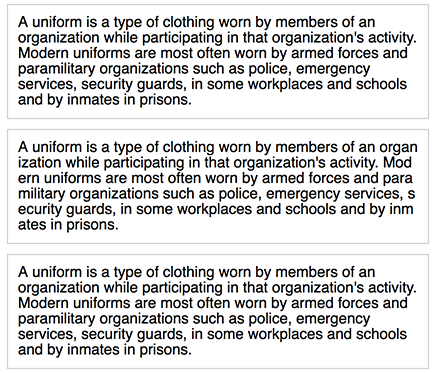 A uniform is a type of clothing worn by members of an
organization while participating in that organization's activity.
Modern uniforms are most often worn by armed forces and
paramilitary organizations such as police, emergency
services, security guards, in some workplaces and schools
and by inmates in prisons.
A uniform is a type of clothing worn by members of an organ
ization while participating in that organization's activity. Mod
ern uniforms are most often worn by armed forces and para
military organizations such as police, emergency services, s
ecurity guards, in some workplaces and schools and by inm
ates in prisons.
A uniform is a type of clothing worn by members of an
organization while participating in that organization's activity.
Modern uniforms are most often worn by armed forces and
paramilitary organizations such as police, emergency
services, security guards, in some workplaces and schools
and by inmates in prisons.